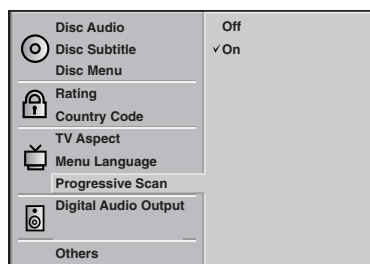 Disc Audio
Disc Subtitle
Disc Menu
Rating
Country Code
TV Aspect
Menu Language
Progressive Scan
Digital Audio Output
Others
Off
✓On